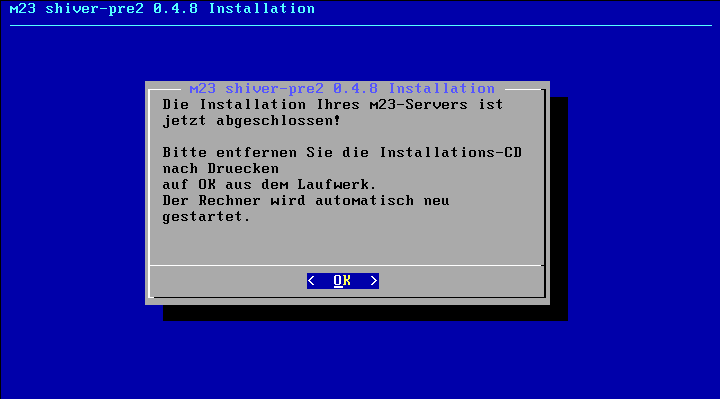 m23 shiver-pre2 0.4.8 Installation
m23 shiver-pre2 0.4.8 Installation
Die Installation Ihres m23-Servers ist
jetzt abgeschlossen!
Bitte entfernen Sie die Installations-CD
nach Druecken
auf OK aus dem Laufwerk.
Der Rechner wird automatisch neu
gestartet.
< OK >